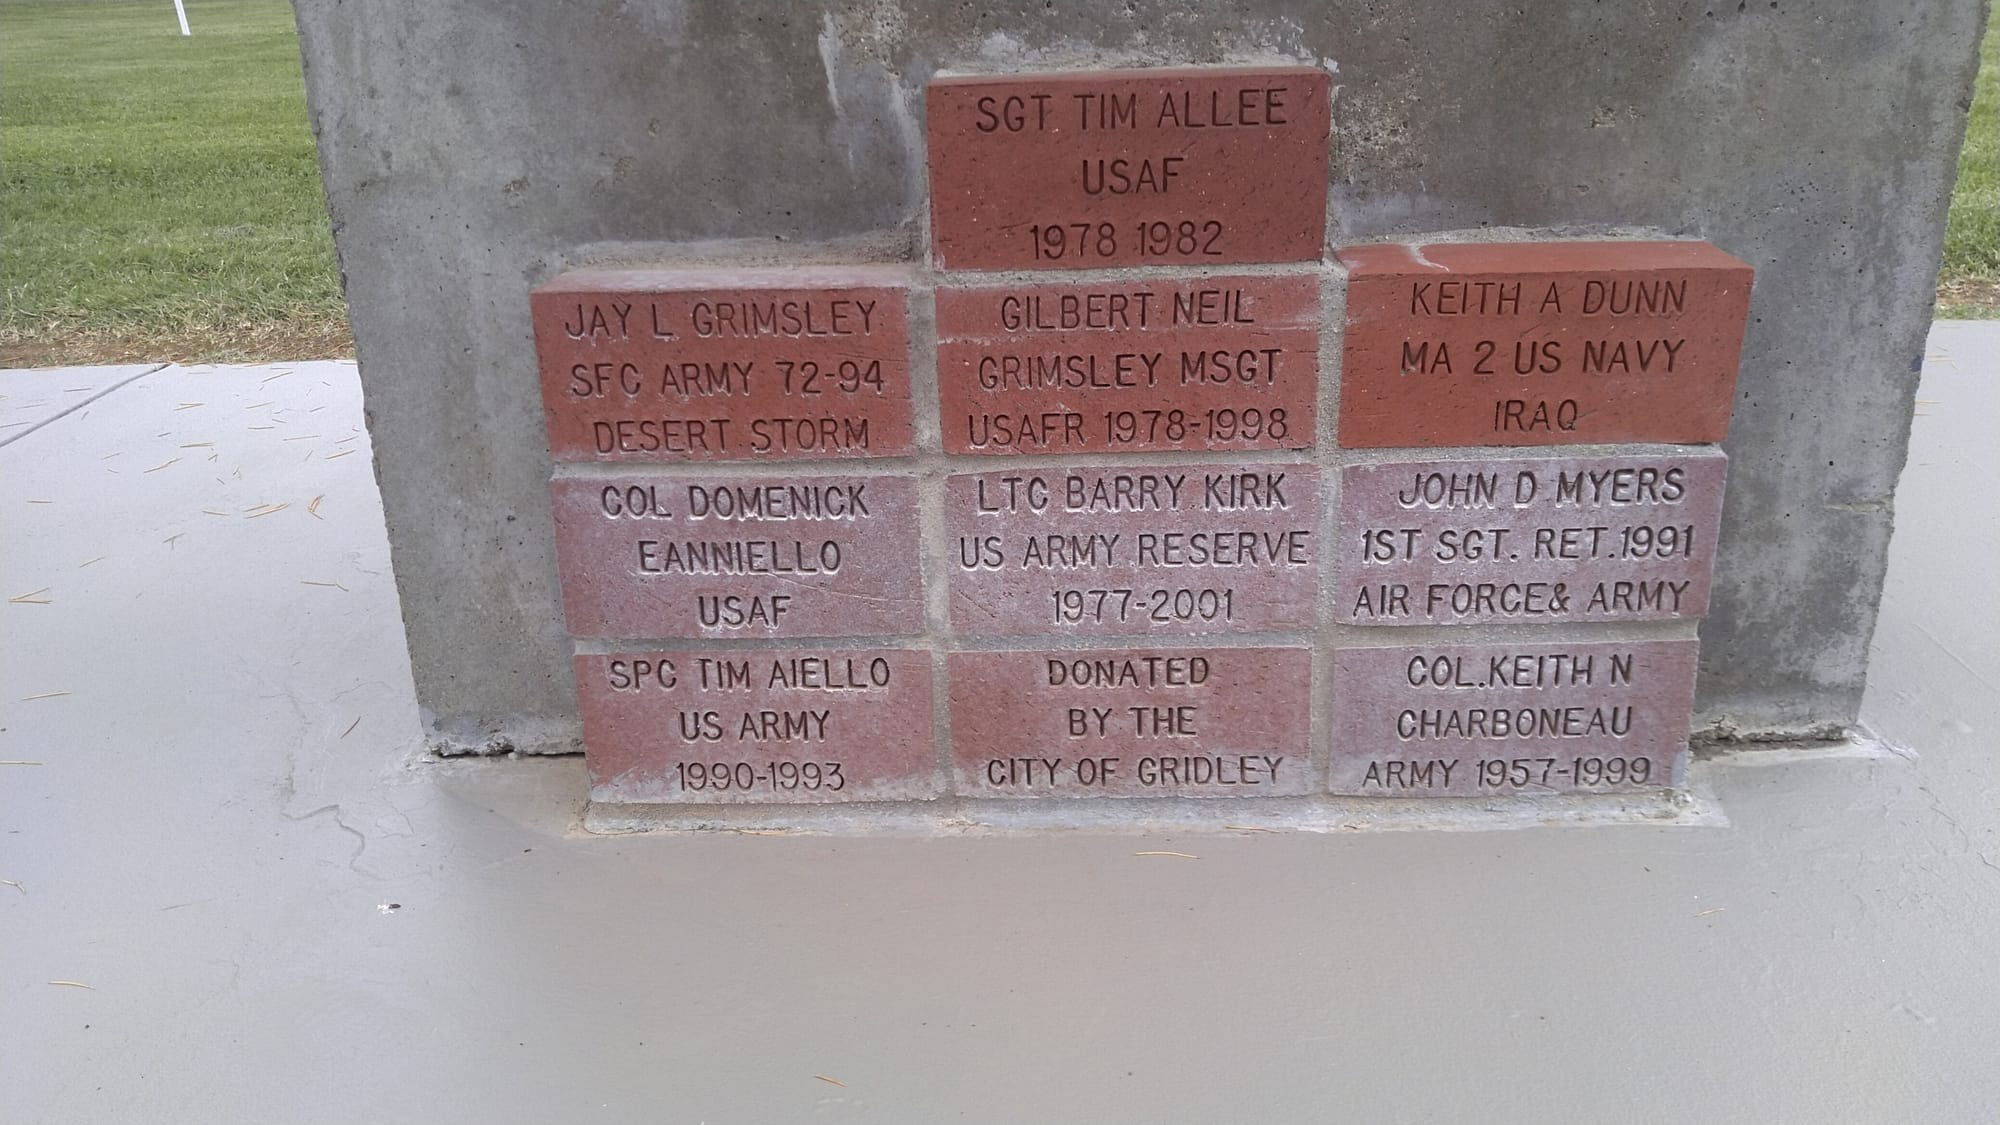 SGT TIM ALLEE
USAF
1978 1982
JAY L GRIMSLEY
SFC ARMY 72-94
DESERT STORM
GILBERT NEIL
GRIMSLEY MSGT
USAFR 1978-1998
KEITH A DUNN
MA 2 US NAVY
IRAQ
COL DOMENICK
EANNIELLO
USAF
LTC BARRY KIRK
US ARMY RESERVE
1977-2001
JOHN D MYERS
1ST SGT. RET.1991
AIR FORCE& ARMY
SPC TIM AIELLO
US ARMY
1990-1993
DONATED
BY THE
CITY OF GRIDLEY
COL.KEITH N
CHARBONEAU
ARMY 1957-1999